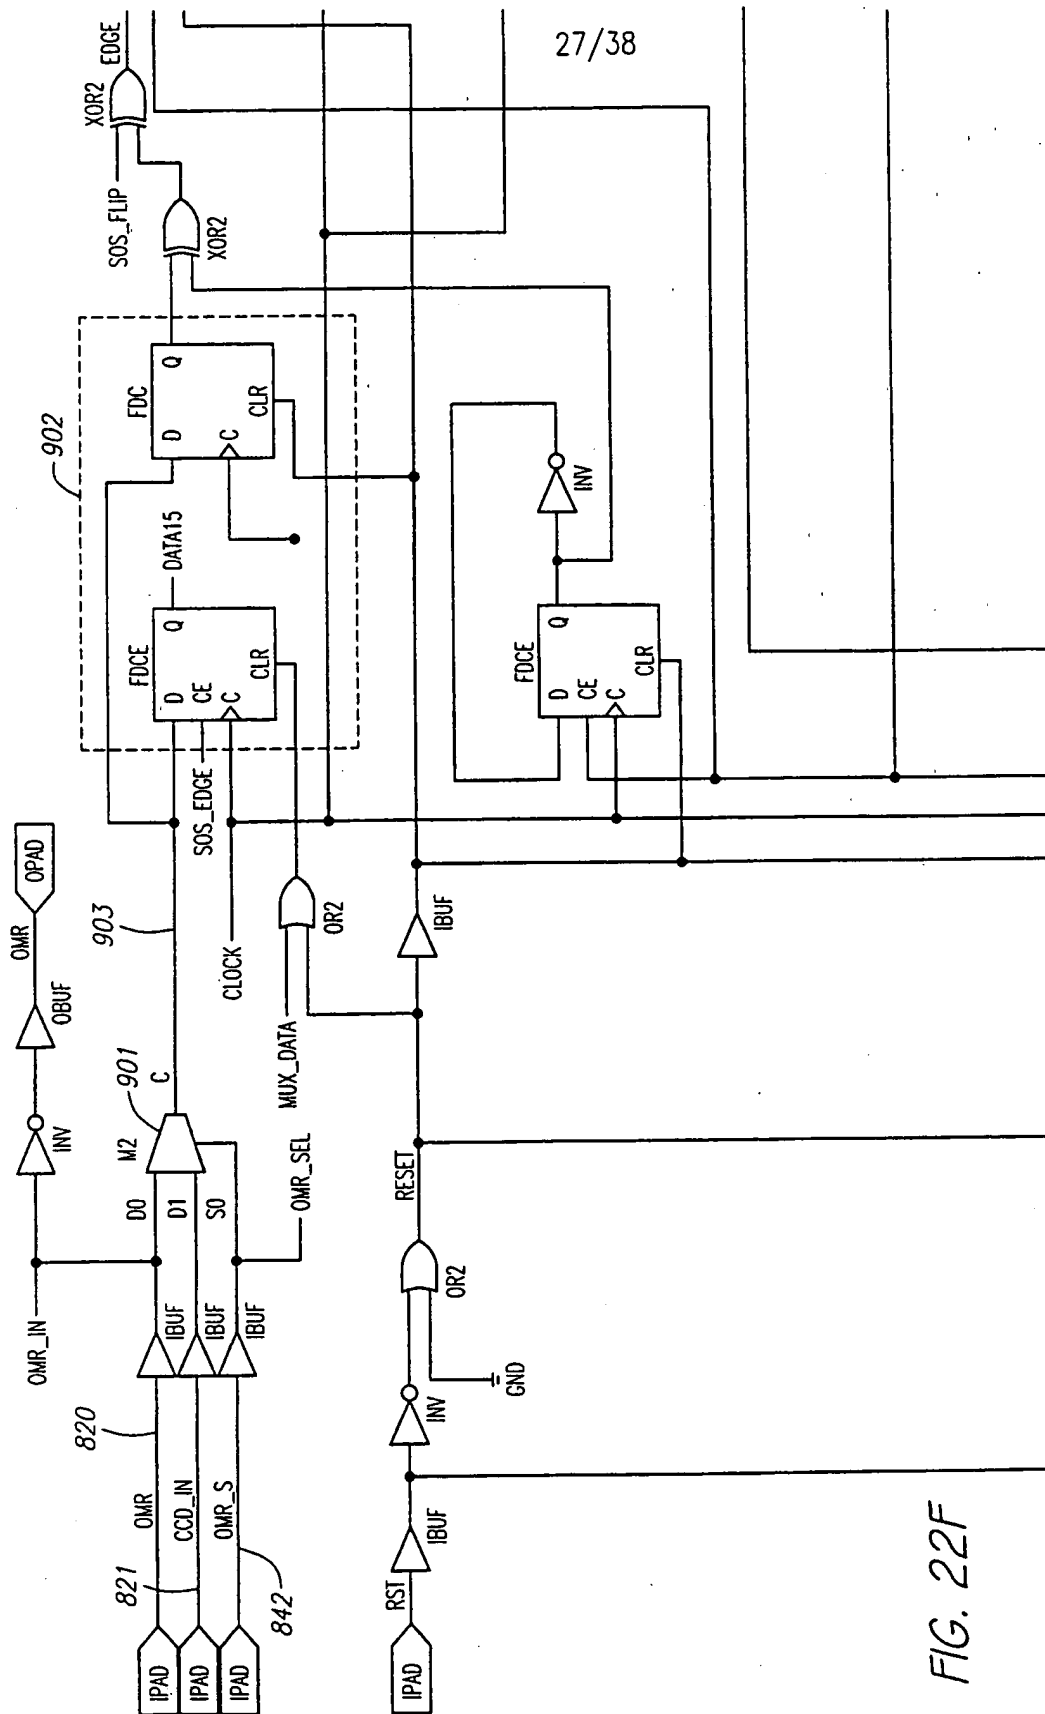 27/38
OMR_IN
INV
OBUF
OMR
OPAD
IPAD
OMR
820
IBUF
D0
M2
901
C
903
IPAD
821
CCD_IN
IBUF
D1
IPAD
842
OMR_S
IBUF
S0
OMR_SEL
MUX_DATA
OR2
CLOCK
SOS_EDGE
902
FDCE
D
CE
C
Q
CLR
DATA15
FDC
D
C
Q
CLR
XOR2
SOS_FLIP
XOR2
EDGE
IPAD
RST
IBUF
INV
GND
OR2
RESET
IBUF
FDCE
D
CE
C
Q
CLR
INV
FIG. 22F